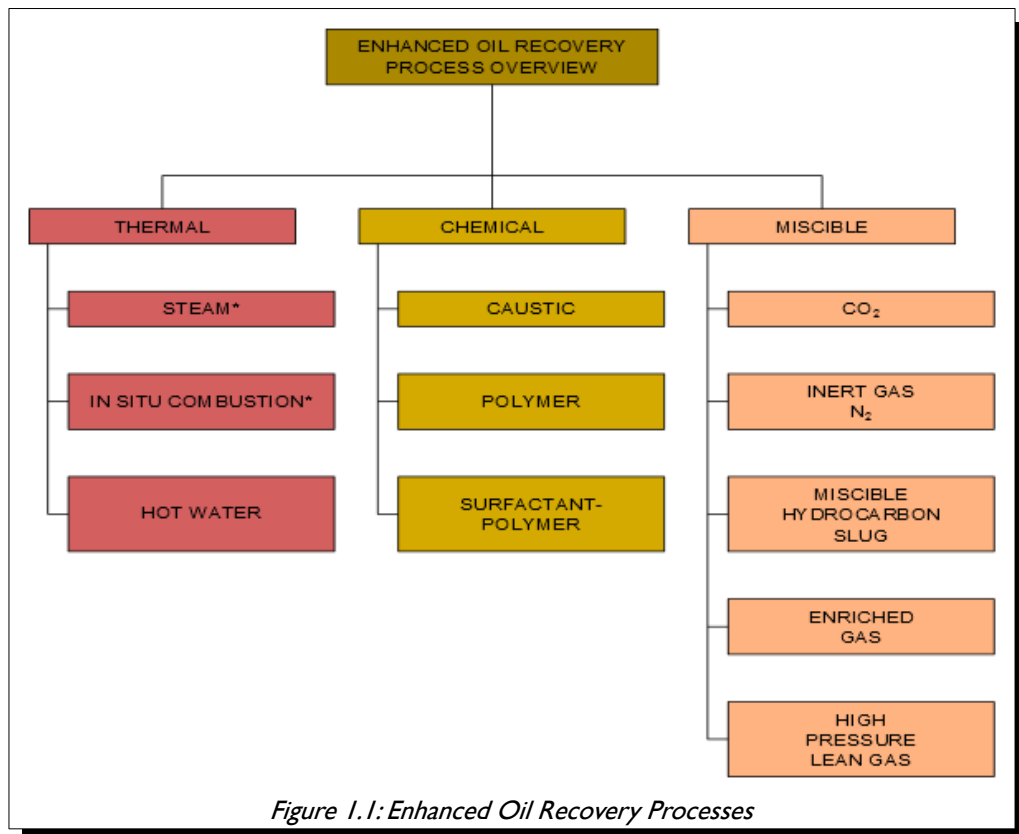 ENHANCED OIL RECOVERY
PROCESS OVERVIEW
THERMAL
CHEMICAL
MISCIBLE
STEAM*
CAUSTIC
CO₂
IN SITU COMBUSTION*
POLYMER
INERT GAS
N₂
HOT WATER
SURFACTANT-
POLYMER
MISCIBLE
HYDROCARBON
SLUG
ENRICHED
GAS
HIGH
PRESSURE
LEAN GAS
Figure 1.1: Enhanced Oil Recovery Processes